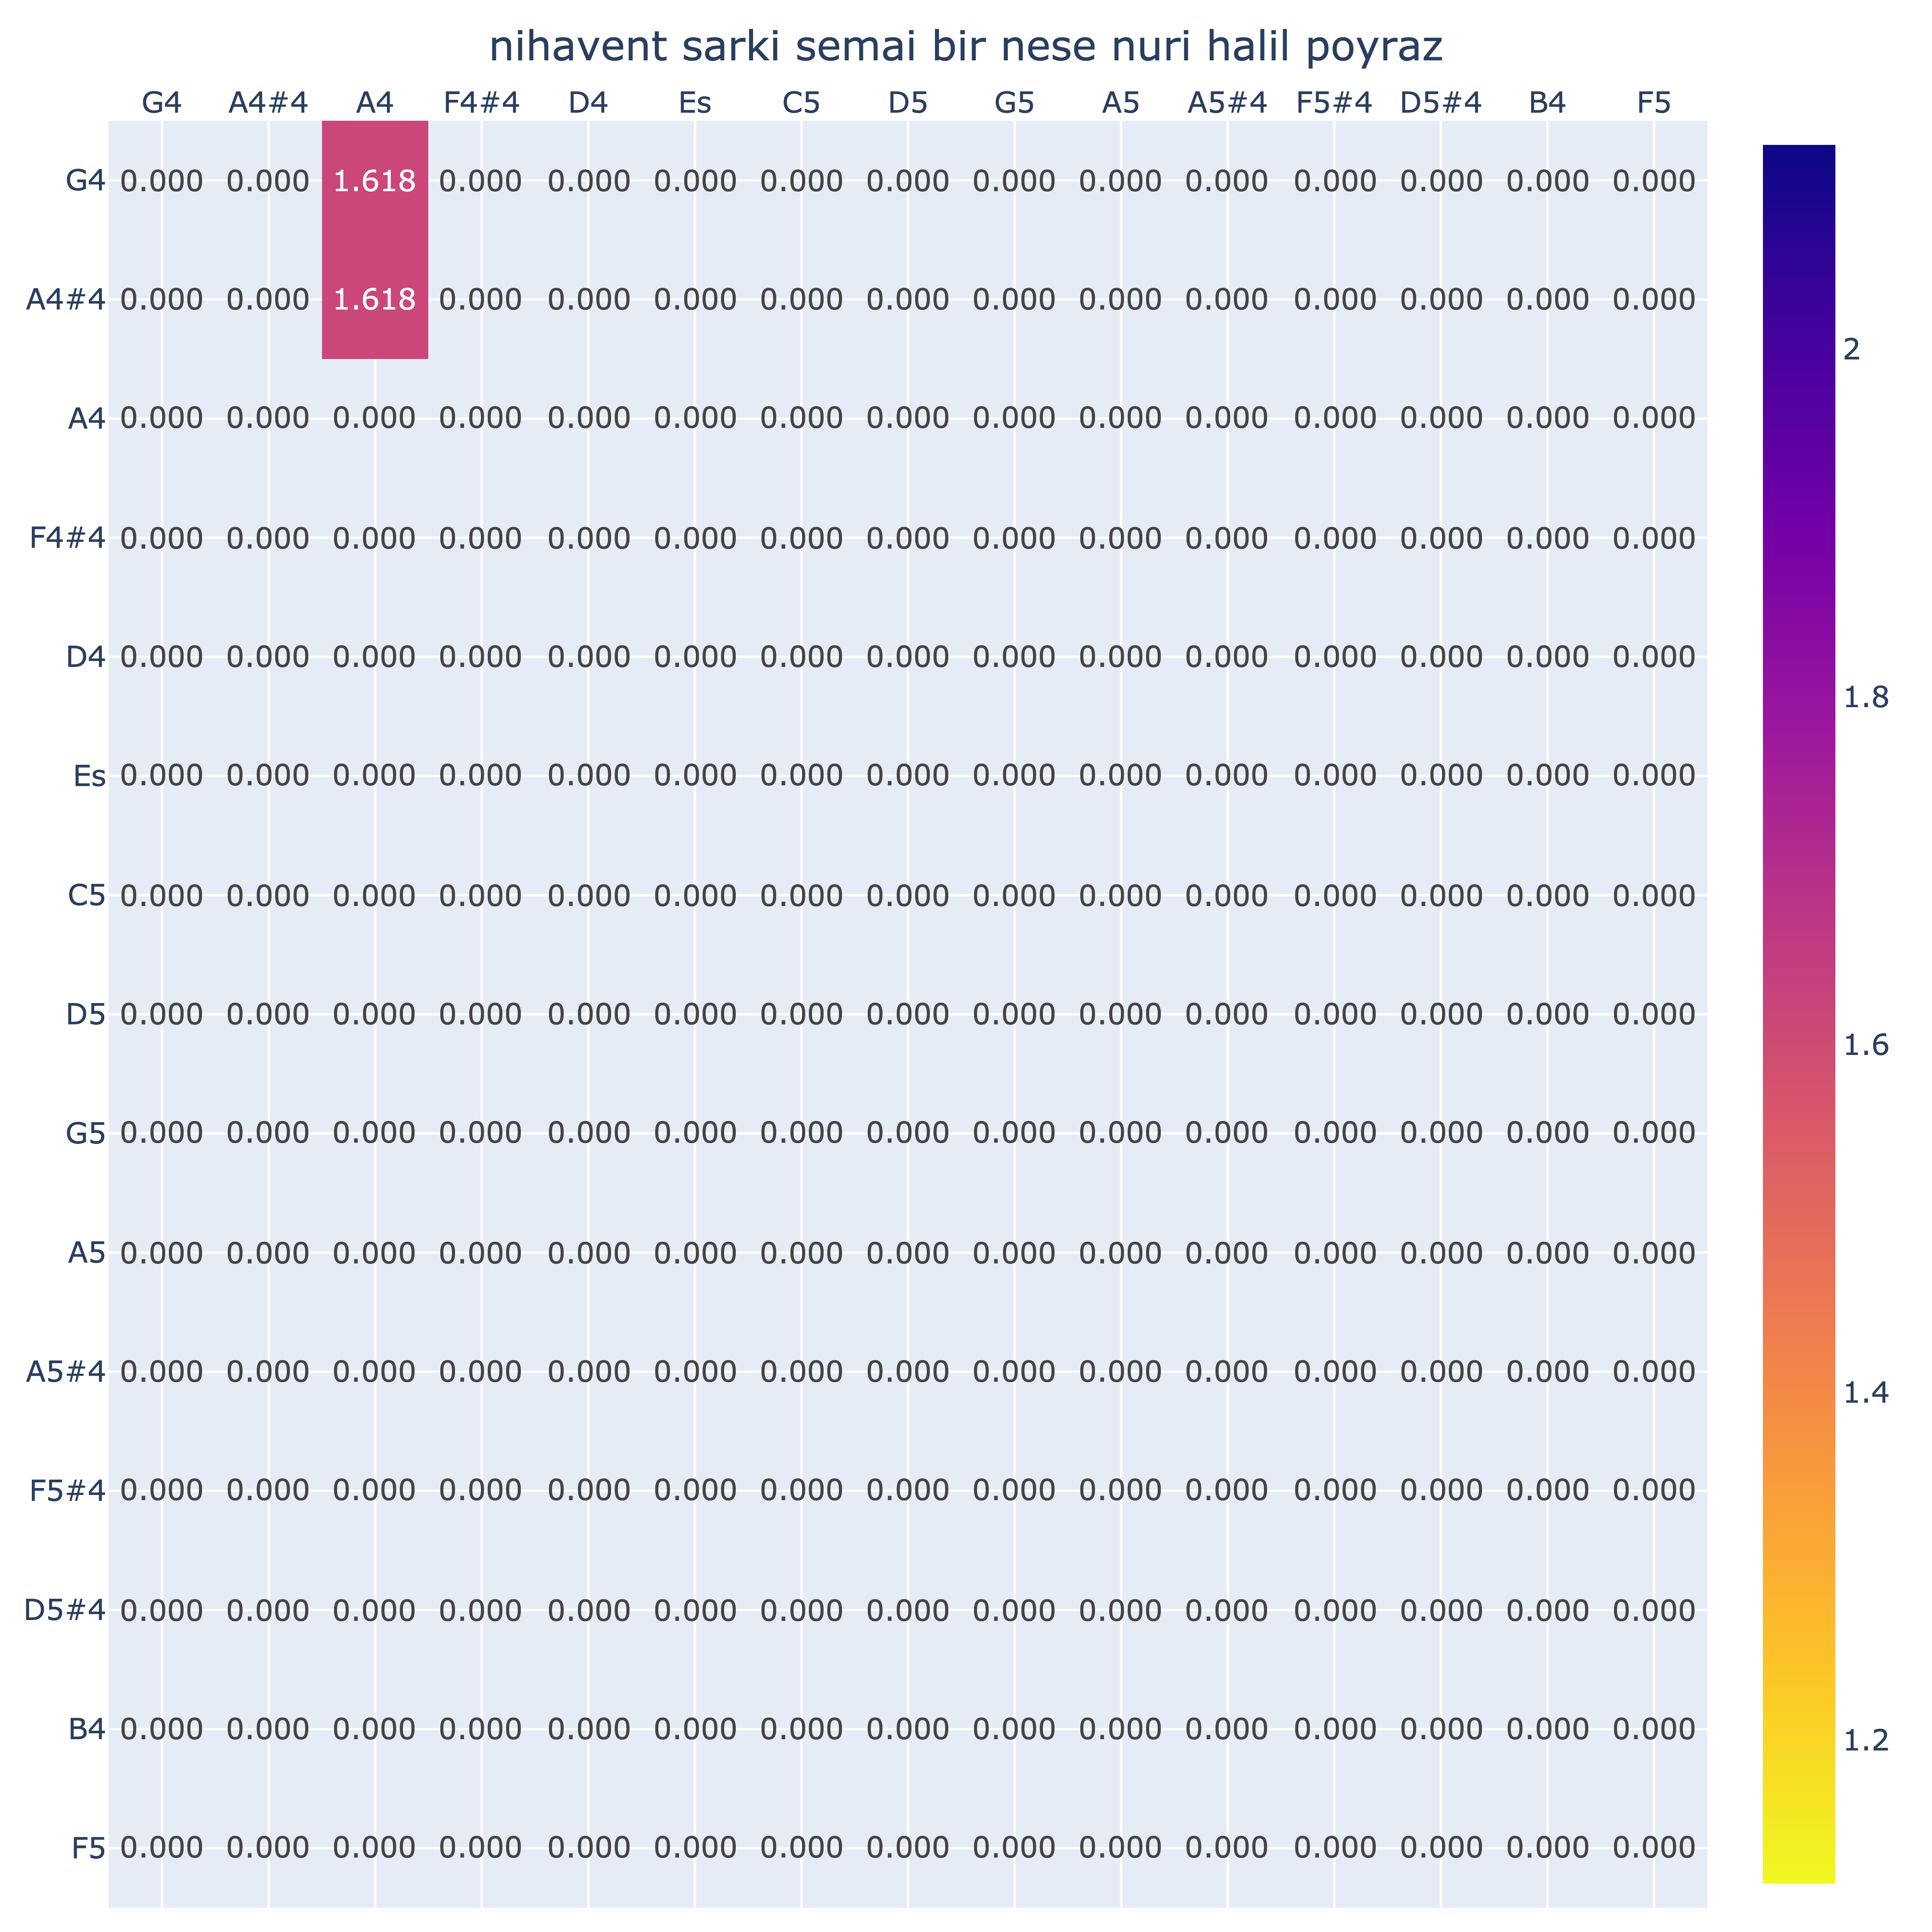 nihavent sarki semai bir nese nuri halil poyraz
G4 A4#4 A4 F4#4 D4 Es C5 D5 G5 A5 A5#4 F5#4 D5#4 B4 F5
G4 0.000 0.000 1.618 0.000 0.000 0.000 0.000 0.000 0.000 0.000 0.000 0.000 0.000 0.000 0.000
A4#4 0.000 0.000 1.618 0.000 0.000 0.000 0.000 0.000 0.000 0.000 0.000 0.000 0.000 0.000 0.000
2
A4 0.000 0.000 0.000 0.000 0.000 0.000 0.000 0.000 0.000 0.000 0.000 0.000 0.000 0.000 0.000
F4#4 0.000 0.000 0.000 0.000 0.000 0.000 0.000 0.000 0.000 0.000 0.000 0.000 0.000 0.000 0.000
D4 0.000 0.000 0.000 0.000 0.000 0.000 0.000 0.000 0.000 0.000 0.000 0.000 0.000 0.000 0.000
1.8
Es 0.000 0.000 0.000 0.000 0.000 0.000 0.000 0.000 0.000 0.000 0.000 0.000 0.000 0.000 0.000
C5 0.000 0.000 0.000 0.000 0.000 0.000 0.000 0.000 0.000 0.000 0.000 0.000 0.000 0.000 0.000
D5 0.000 0.000 0.000 0.000 0.000 0.000 0.000 0.000 0.000 0.000 0.000 0.000 0.000 0.000 0.000
1.6
G5 0.000 0.000 0.000 0.000 0.000 0.000 0.000 0.000 0.000 0.000 0.000 0.000 0.000 0.000 0.000
A5 0.000 0.000 0.000 0.000 0.000 0.000 0.000 0.000 0.000 0.000 0.000 0.000 0.000 0.000 0.000
A5#4 0.000 0.000 0.000 0.000 0.000 0.000 0.000 0.000 0.000 0.000 0.000 0.000 0.000 0.000 0.000
1.4
F5#4 0.000 0.000 0.000 0.000 0.000 0.000 0.000 0.000 0.000 0.000 0.000 0.000 0.000 0.000 0.000
D5#4 0.000 0.000 0.000 0.000 0.000 0.000 0.000 0.000 0.000 0.000 0.000 0.000 0.000 0.000 0.000
B4 0.000 0.000 0.000 0.000 0.000 0.000 0.000 0.000 0.000 0.000 0.000 0.000 0.000 0.000 0.000
1.2
F5 0.000 0.000 0.000 0.000 0.000 0.000 0.000 0.000 0.000 0.000 0.000 0.000 0.000 0.000 0.000